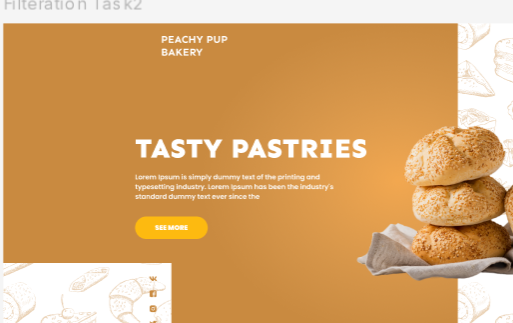 Filteration Task2
PEACHY PUP
BAKERY
TASTY PASTRIES
Lorem Ipsum is simply dummy text of the printing and
typesetting industry. Lorem Ipsum has been the industry's
standard dummy text ever since the
SEE MORE